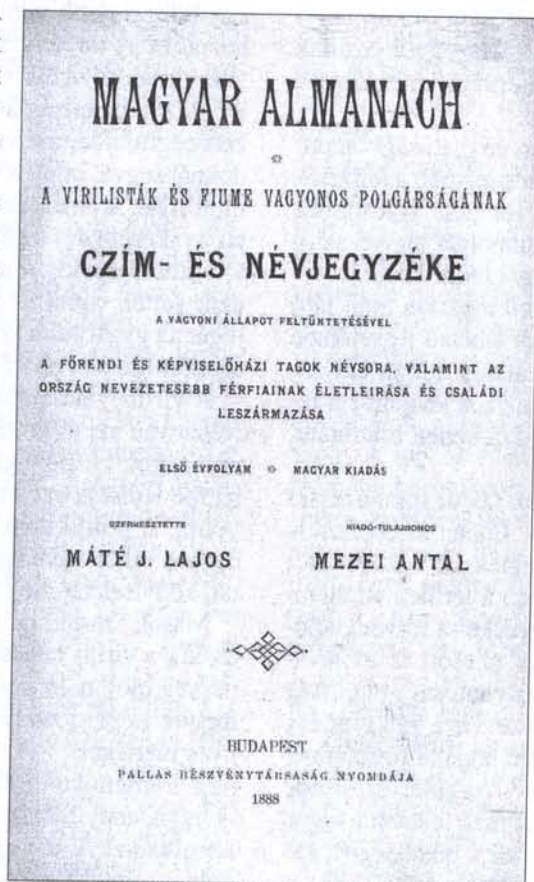 MAGYAR ALMANACH
A VIRILISTÁK ÉS FIUME VAGYONOS POLGÁRSÁGÁNAK
CZÍM- ÉS NÉVJEGYZÉKE
A VAGYONI ÁLLAPOT FELTÜNTETÉSÉVEL
A FŐRENDI ÉS KÉPVISELŐHÁZI TAGOK NÉVSORA, VALAMINT AZ
ORSZÁG NEVEZETESEBB FÉRFIAINAK ÉLETLEIRÁSA ÉS CSALÁDI
LESZÁRMAZÁSA
ELSŐ ÉVFOLYAM MAGYAR KIADÁS
SZERKESZTETTE
MÁTÉ J. LAJOS
KIADÓ-TULAJDONOS
MEZEI ANTAL
BUDAPEST
PALLAS RÉSZVÉNYTÁRSASÁG NYOMDÁJA
1888